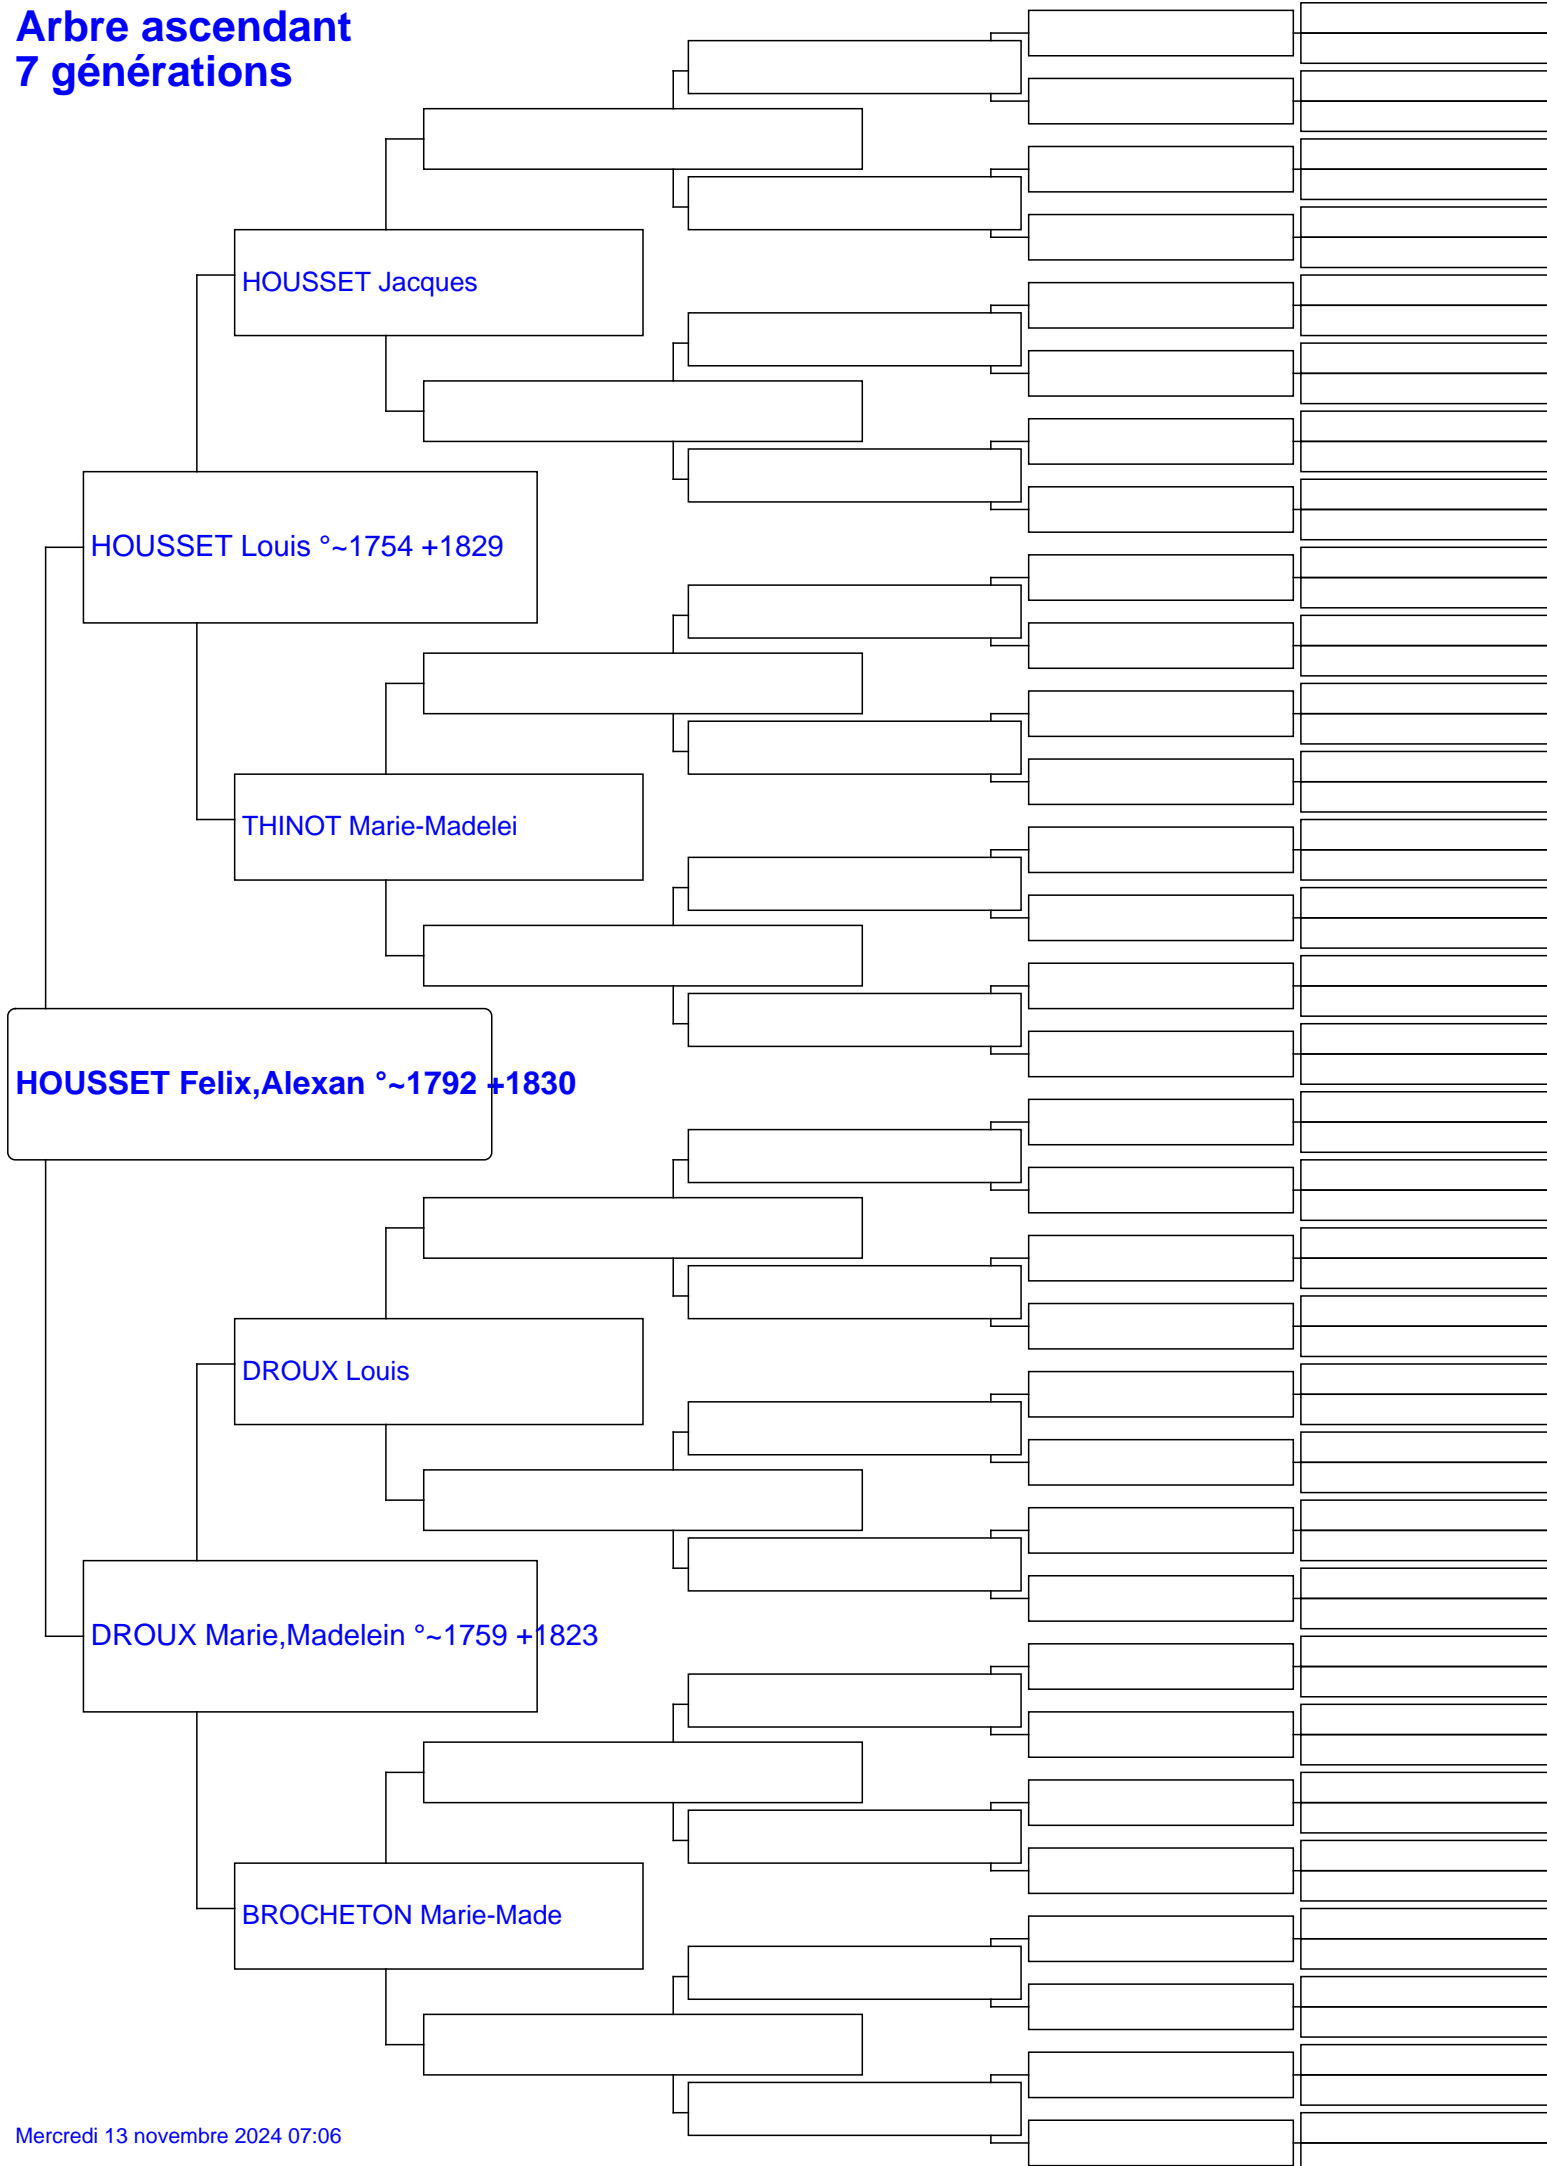 Arbre ascendant
7 générations
HOUSSET Jacques
HOUSSET Louis °~1754 +1829
THINOT Marie-Madelei
HOUSSET Felix,Alexan °~1792 +1830
DROUX Louis
DROUX Marie,Madelein °~1759 +1823
BROCHETON Marie-Made
Mercredi 13 novembre 2024 07:06